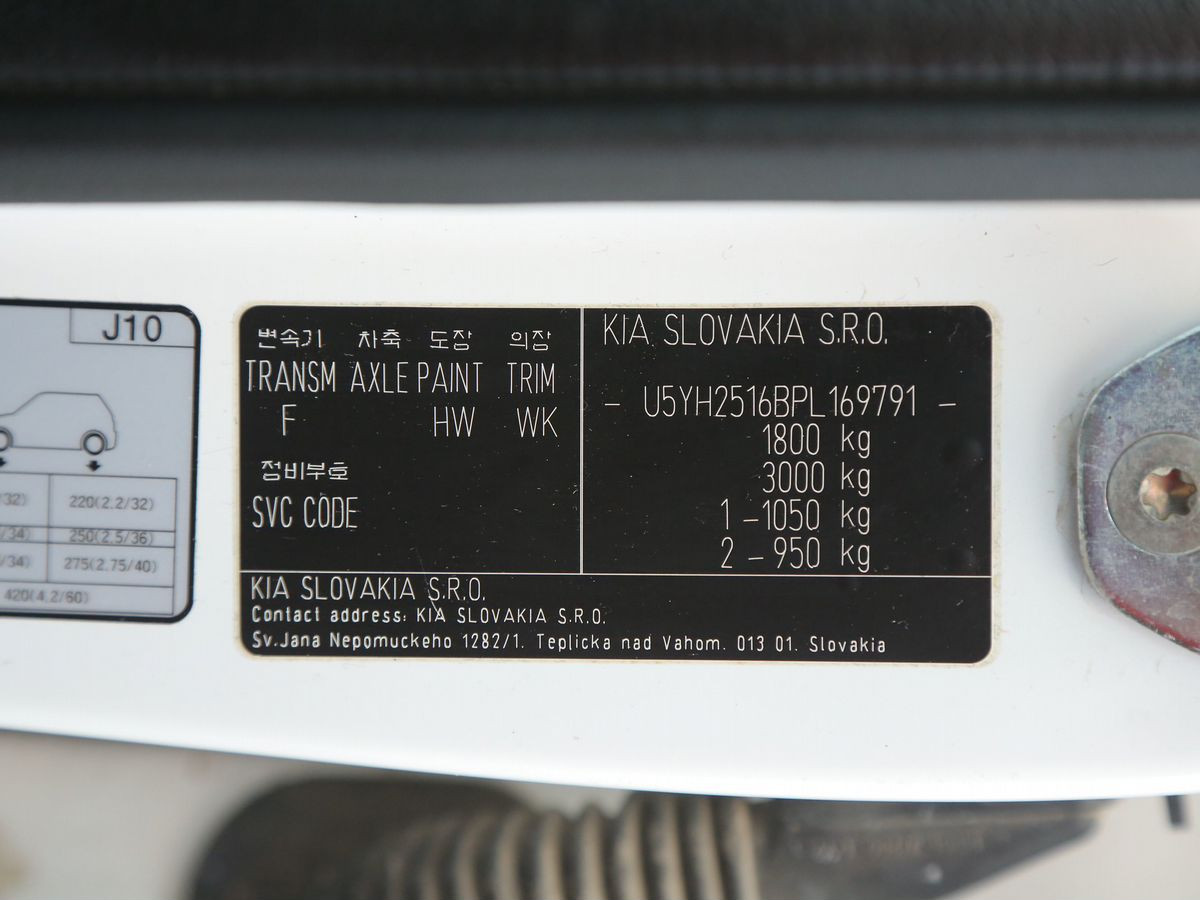 J10
32) 220(2.2/32)
/34) 250(2.5/36)
/34) 275(2.75/40)
420(4.2/60)
변속기 차축 도장 의장
TRANSM AXLE PAINT TRIM
F HW WK
정비부호
SVC CODE
KIA SLOVAKIA S.R.O.
- U5YH2516BPL169791 -
1800 kg
3000 kg
1 -1050 kg
2 - 950 kg
KIA SLOVAKIA S.R.O.
Contact address: KIA SLOVAKIA S.R.O.
Sv.Jana Nepomuckeho 1282/1. Teplicka nad Vahom. 013 01. Slovakia